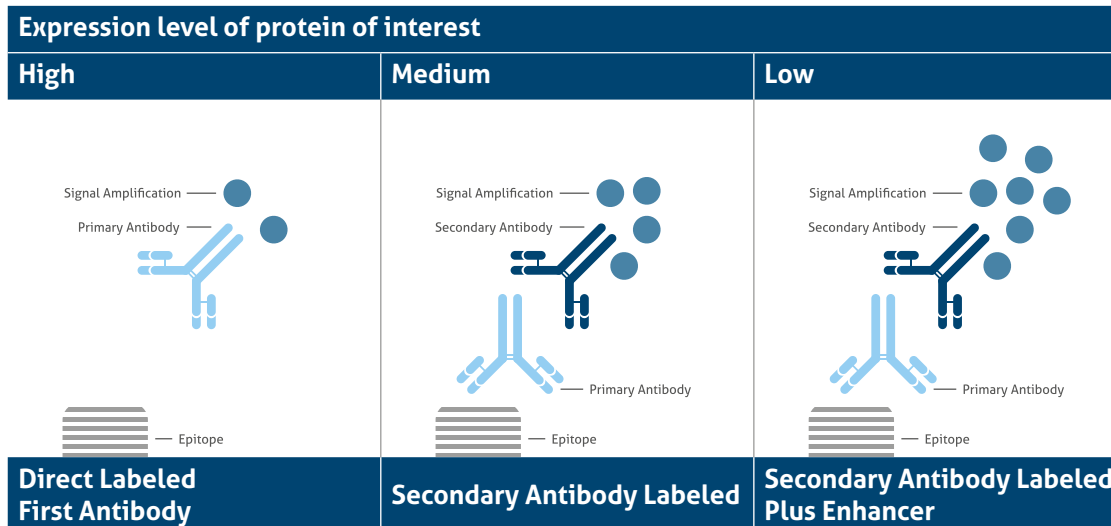 Expression level of protein of interest
High
Medium
Low
Signal Amplification
Primary Antibody
Epitope
Signal Amplification
Secondary Antibody
Primary Antibody
Epitope
Signal Amplification
Secondary Antibody
Primary Antibody
Epitope
Direct Labeled
First Antibody
Secondary Antibody Labeled
Secondary Antibody Labeled
Plus Enhancer